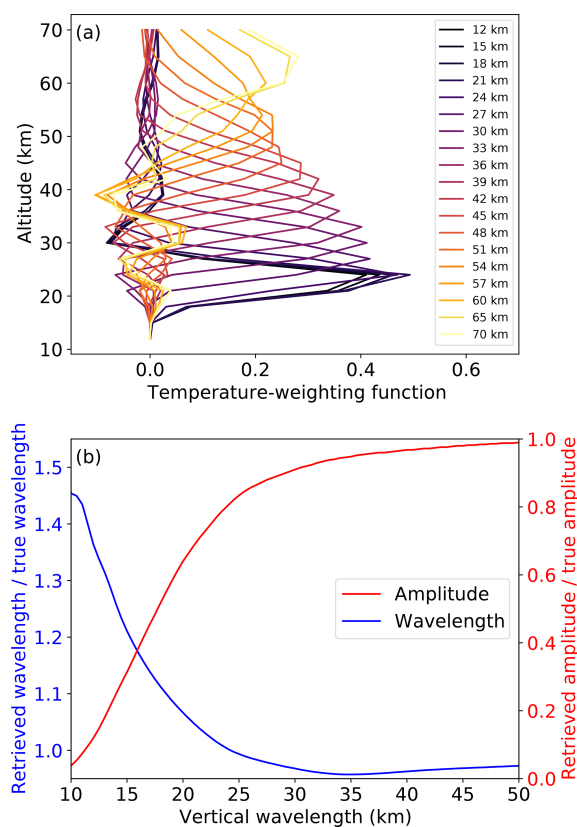 (a)
70
60
50
40
30
20
10
Altitude (km)
0.0 0.2 0.4 0.6
Temperature-weighting function
12 km
15 km
18 km
21 km
24 km
27 km
30 km
33 km
36 km
39 km
42 km
45 km
48 km
51 km
54 km
57 km
60 km
65 km
70 km
(b)
Retrieved wavelength / true wavelength
1.5
1.4
1.3
1.2
1.1
1.0
Amplitude
Wavelength
1.0
0.8
0.6
0.4
0.2
0.0
Retrieved amplitude / true amplitude
10 15 20 25 30 35 40 45 50
Vertical wavelength (km)